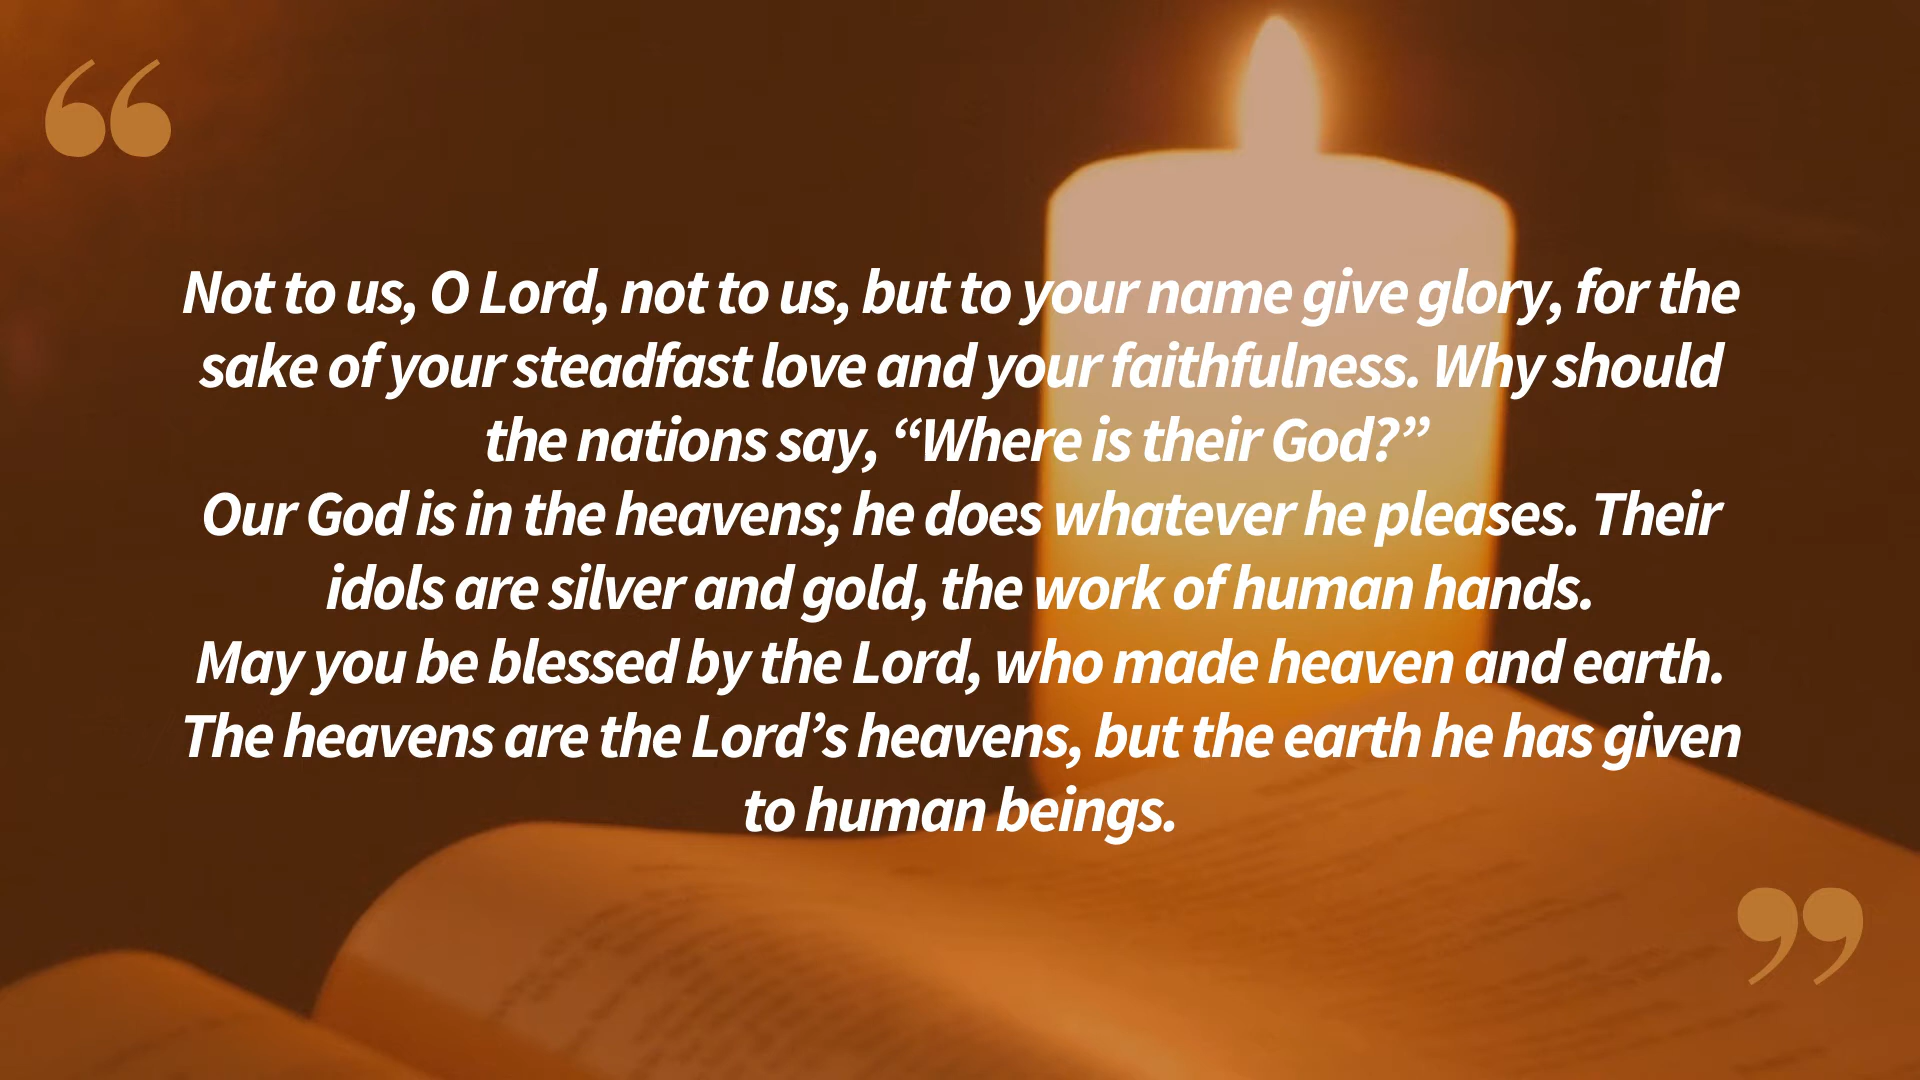 “
Not to us, O Lord, not to us, but to your name give glory, for the
sake of your steadfast love and your faithfulness. Why should
the nations say, “Where is their God?”
Our God is in the heavens; he does whatever he pleases. Their
idols are silver and gold, the work of human hands.
May you be blessed by the Lord, who made heaven and earth.
The heavens are the Lord’s heavens, but the earth he has given
to human beings.
”